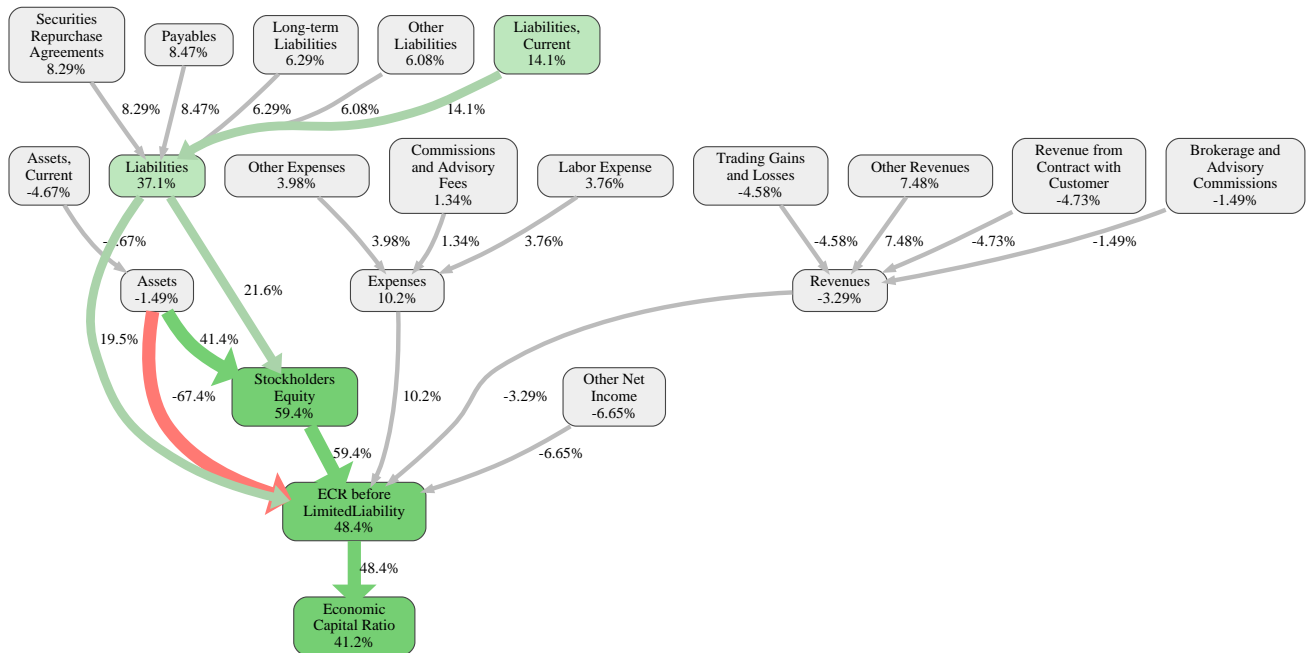 Securities
Repurchase
Agreements
8.29%
Payables
8.47%
Long-term
Liabilities
6.29%
Other
Liabilities
6.08%
Liabilities,
Current
14.1%
8.29%
8.47%
6.29%
6.08%
14.1%
Assets,
Current
-4.67%
Liabilities
37.1%
Other Expenses
3.98%
Commissions
and Advisory
Fees
1.34%
Labor Expense
3.76%
Trading Gains
and Losses
-4.58%
Other Revenues
7.48%
Revenue from
Contract with
Customer
-4.73%
Brokerage and
Advisory
Commissions
-1.49%
-4.67%
3.98%
1.34%
3.76%
-4.58%
7.48%
-4.73%
-1.49%
Assets
-1.49%
21.6%
Expenses
10.2%
Revenues
-3.29%
19.5%
41.4%
-67.4%
Stockholders
Equity
59.4%
10.2%
-3.29%
Other Net
Income
-6.65%
59.4%
-6.65%
ECR before
LimitedLiability
48.4%
48.4%
Economic
Capital Ratio
41.2%